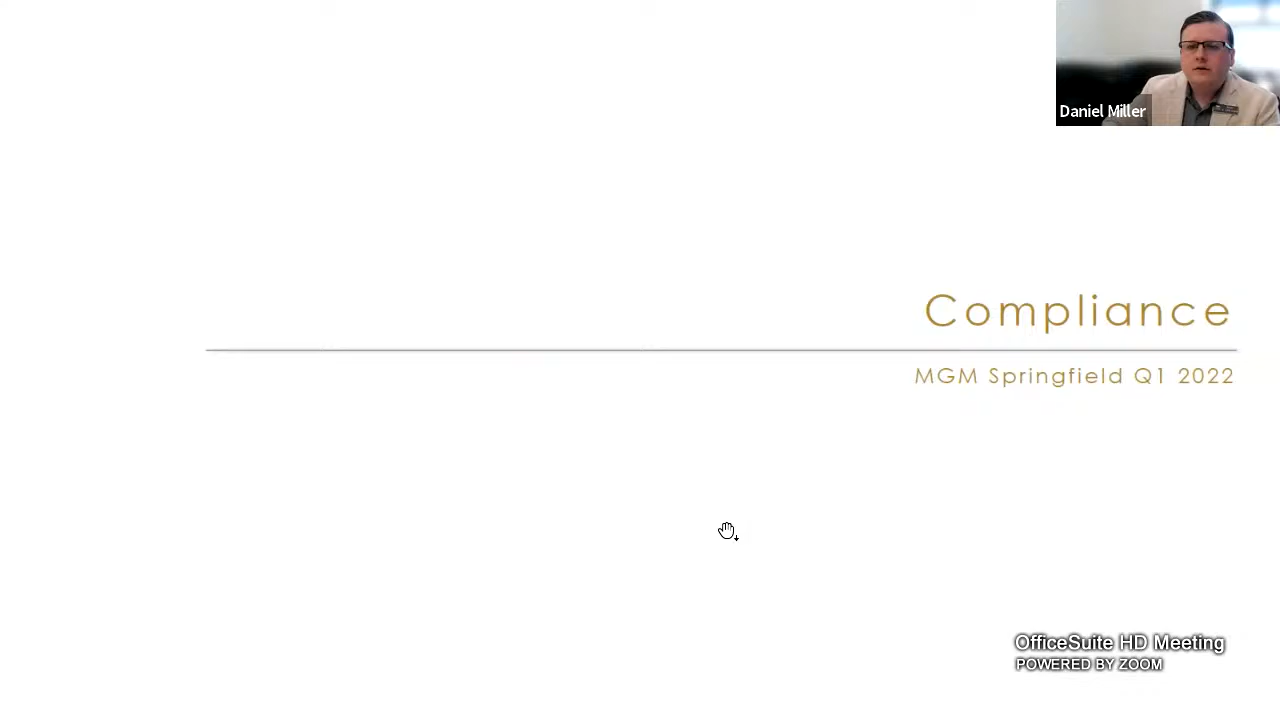 Daniel Miller
Compliance
MGM Springfield Q1 2022
OfficeSuite HD Meeting
POWERED BY ZOOM